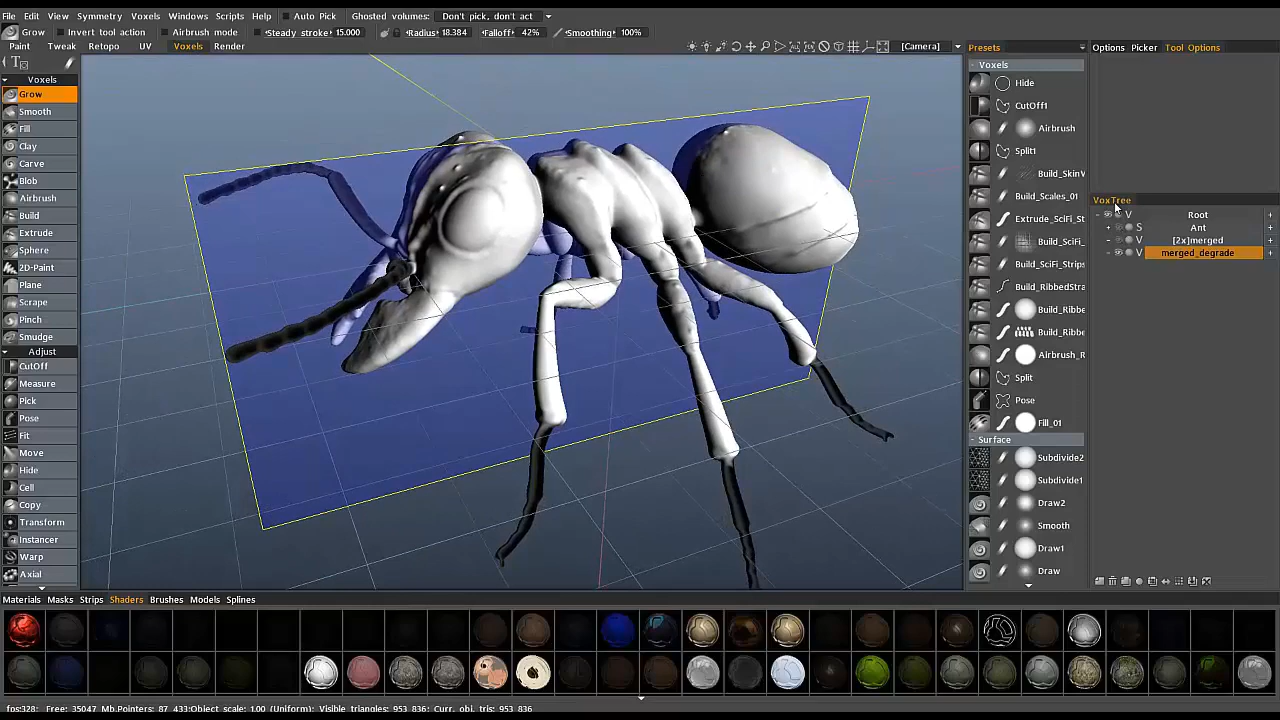 File Edit View Symmetry Voxels Windows Scripts Help Auto Pick Ghosted volumes: Don't pick, don't act
Grow Invert tool action Airbrush mode Steady stroke 15.000 Radius 18.384 Falloff 42% Smoothing 100%
Paint Tweak Retopo UV Voxels Render [Camera]
Voxels
Grow
Smooth
Fill
Clay
Carve
Blob
Airbrush
Build
Extrude
Sphere
2D-Paint
Plane
Scrape
Pinch
Smudge
Adjust
CutOff
Measure
Pick
Pose
Fit
Move
Hide
Cell
Copy
Transform
Instancer
Warp
Axial
Presets
Voxels
Hide
CutOff1
Airbrush
Split1
Build_Skin
Build_Scales_01
Extrude_SciFi_St
Build_SciFi_
Build_SciFi_Strips
Build_RibbedStra
Build_Ribbe
Build_Ribbe
Airbrush_R
Split
Pose
Fill_01
Surface
Subdivide2
Subdivide1
Draw2
Smooth
Draw1
Draw
Options Picker Tool Options
VoxTree
V Root +
+ S Ant +
V [2x]merged +
V merged_degrade +
Materials Masks Strips Shaders Brushes Models Splines
fps:328; Free: 35047 Mb Pointers: 87 433;Object scale: 100 (Uniform); Visible triangles: 953 836; Curr. obj. tris: 953 836